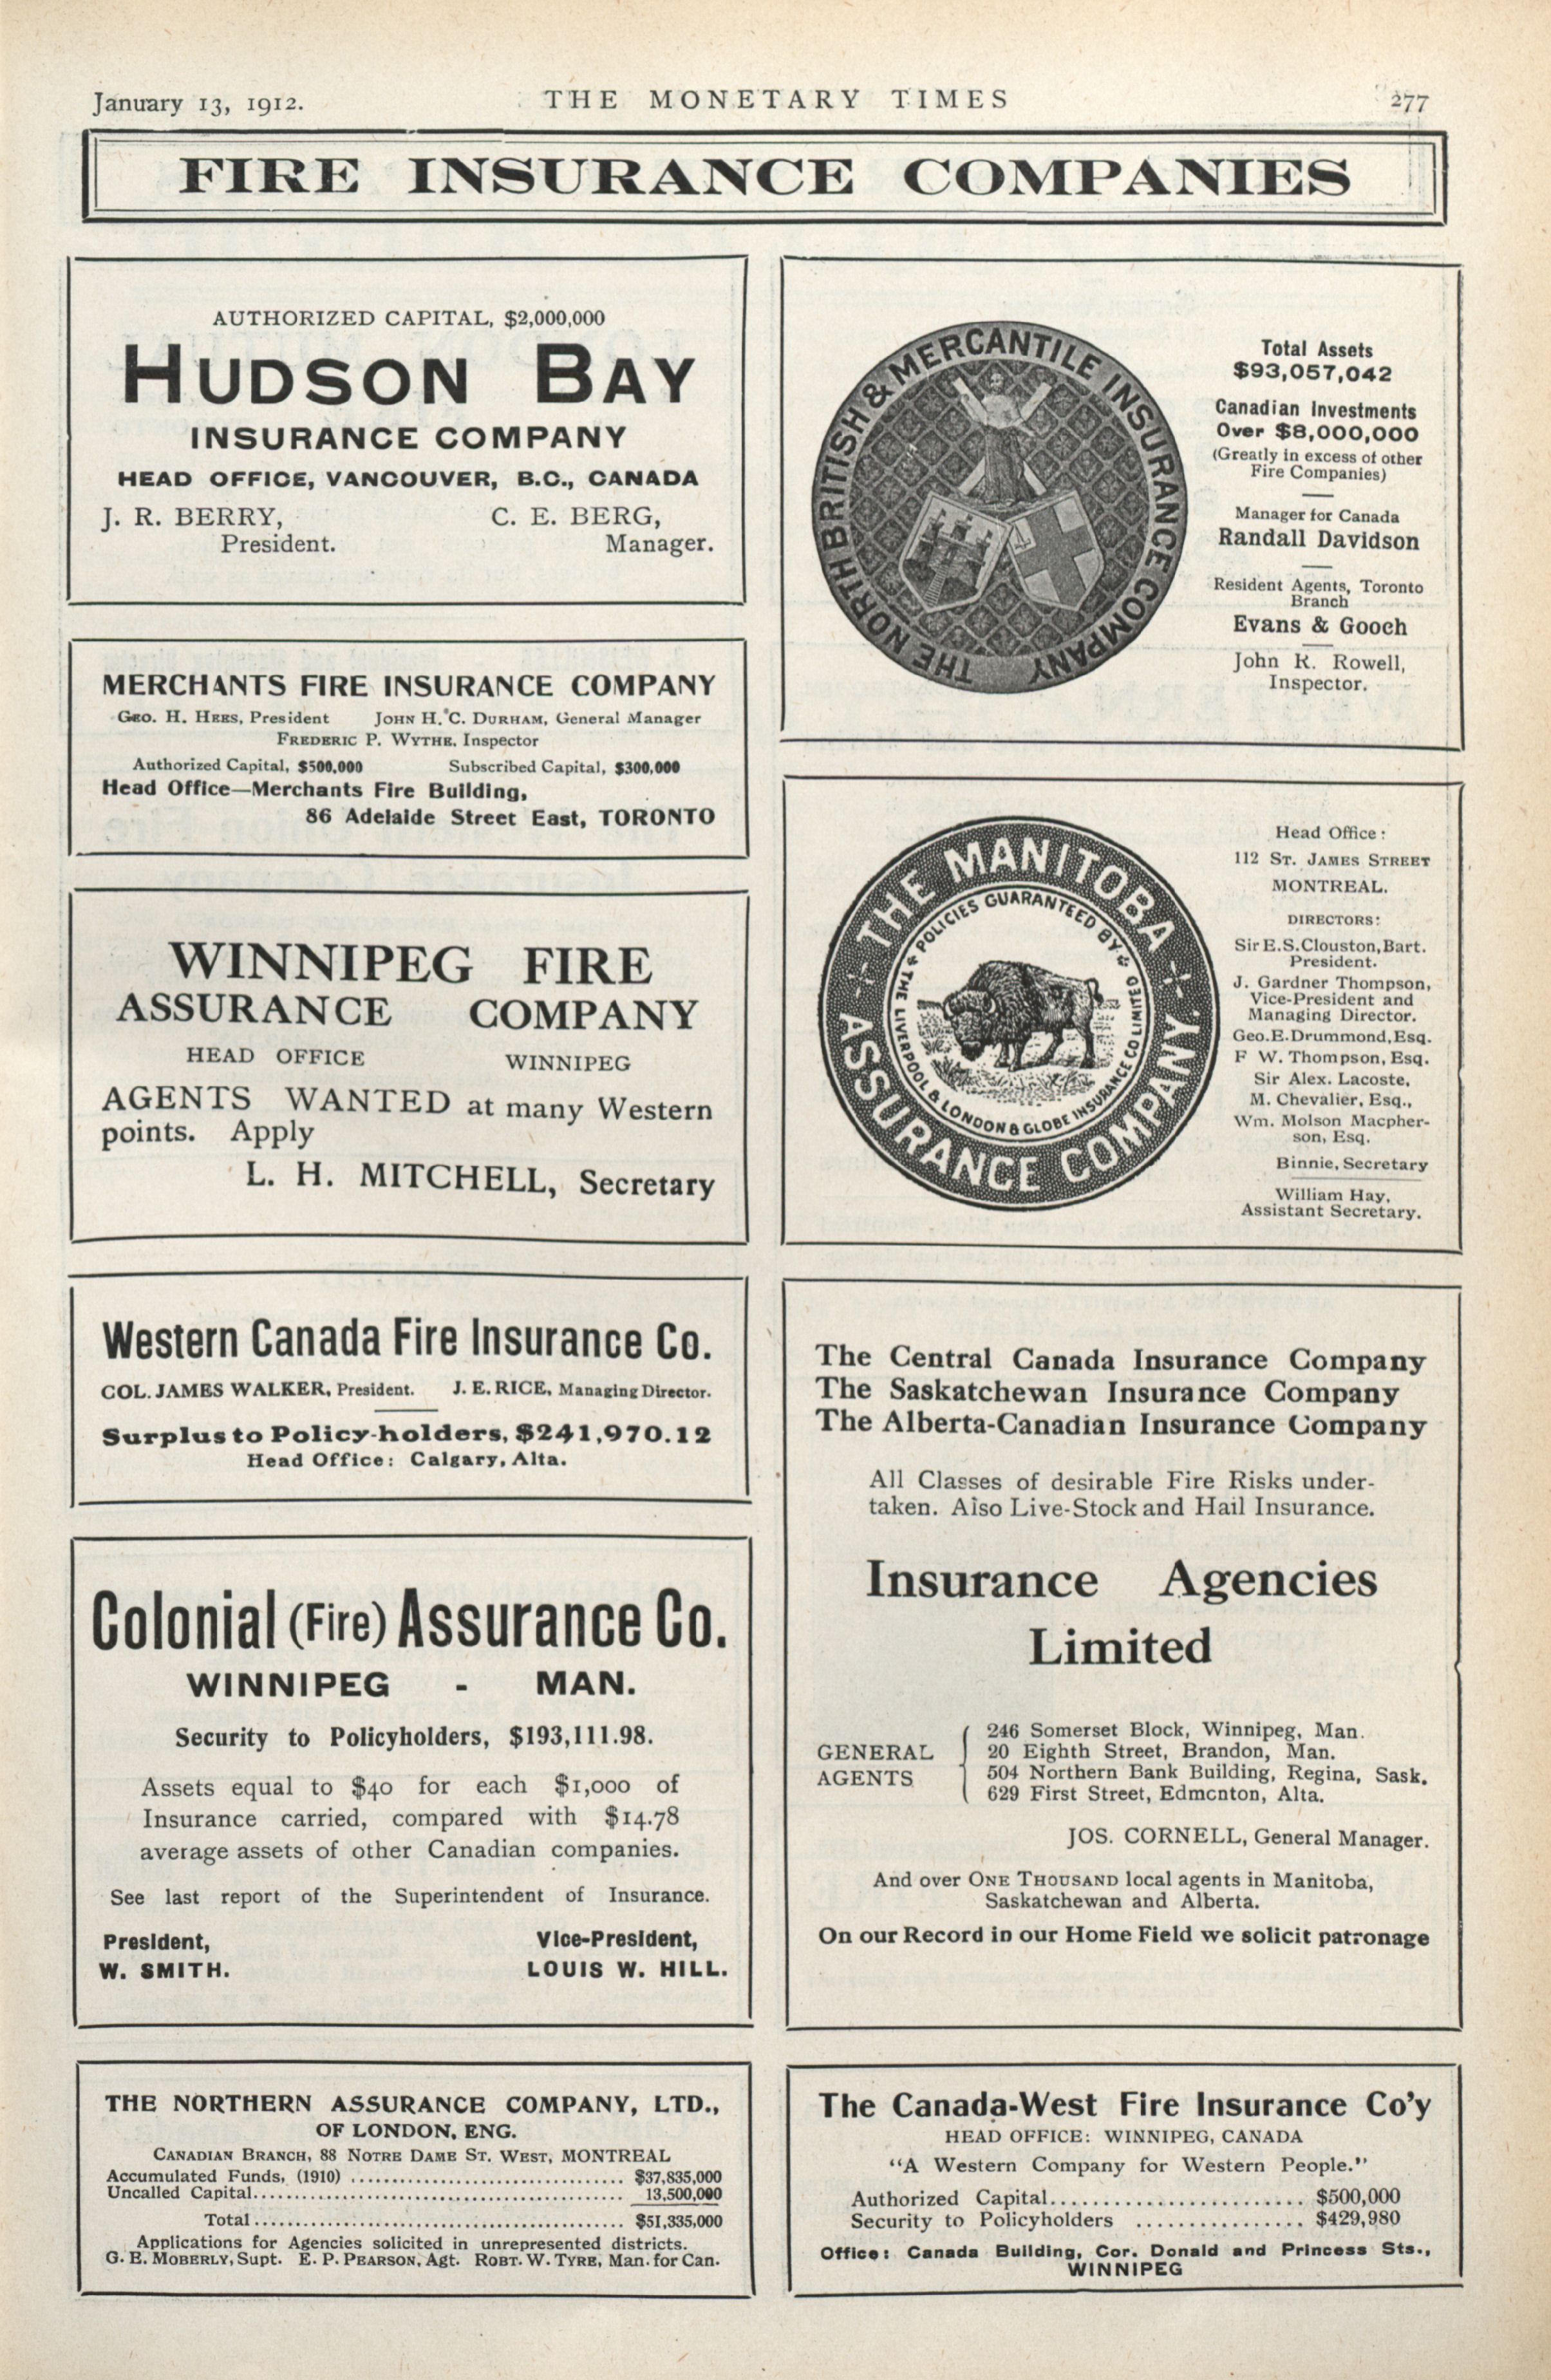 January 13, 1912.
THE MONETARY TIMES
277
FIRE INSURANCE COMPANIES
AUTHORIZED CAPITAL, $2,000,000
HUDSON BAY
INSURANCE COMPANY
HEAD OFFICE, VANCOUVER, B.C., CANADA
J. R. BERRY, C. E. BERG,
President. Manager.
MERCHANTS FIRE INSURANCE COMPANY
GEO. H. HEES, President JOHN H. C. DURHAM, General Manager
FREDERIC P. WYTHE, Inspector
Authorized Capital, $500,000 Subscribed Capital, $300,000
Head Office—Merchants Fire Building,
86 Adelaide Street East, TORONTO
WINNIPEG FIRE
ASSURANCE COMPANY
HEAD OFFICE WINNIPEG
AGENTS WANTED at many Western
points. Apply
L. H. MITCHELL, Secretary
Western Canada Fire Insurance Co.
COL. JAMES WALKER, President. J. E. RICE, Managing Director.
Surplus to Policy-holders, $241,970.12
Head Office: Calgary, Alta.
Colonial (Fire) Assurance Co.
WINNIPEG - MAN.
Security to Policyholders, $193,111.98.
Assets equal to $40 for each $1,000 of
Insurance carried, compared with $14.78
average assets of other Canadian companies.
See last report of the Superintendent of Insurance.
President, Vice-President,
W. SMITH. LOUIS W. HILL.
THE NORTHERN ASSURANCE COMPANY, LTD.,
OF LONDON, ENG.
CANADIAN BRANCH, 88 NOTRE DAME ST. WEST, MONTREAL
Accumulated Funds, (1910) .................................. $37,835,000
Uncalled Capital.............................................. 13,500,000
Total .............................................. $51,335,000
Applications for Agencies solicited in unrepresented districts.
G. E. MOBERLY, Supt. E. P. PEARSON, Agt. ROBT. W. TYRE, Man. for Can.
THE NORTH BRITISH & MERCANTILE INSURANCE COMPANY
Total Assets
$93,057,042
Canadian Investments
Over $8,000,000
(Greatly in excess of other
Fire Companies)
Manager for Canada
Randall Davidson
Resident Agents, Toronto
Branch
Evans & Gooch
John K. Rowell,
Inspector.
THE MANITOBA
ASSURANCE COMPANY.
POLICIES GUARANTEED BY
THE LIVERPOOL & LONDON & GLOBE INSURANCE CO LIMITED
Head Office:
112 ST. JAMES STREET
MONTREAL.
DIRECTORS:
Sir E. S. Clouston, Bart.
President.
J. Gardner Thompson,
Vice-President and
Managing Director.
Geo. E. Drummond, Esq.
F W. Thompson, Esq.
Sir Alex. Lacoste,
M. Chevalier, Esq.,
Wm. Molson Macpher-
son, Esq.
Binnie, Secretary
William Hay,
Assistant Secretary.
The Central Canada Insurance Company
The Saskatchewan Insurance Company
The Alberta-Canadian Insurance Company
All Classes of desirable Fire Risks under-
taken. Also Live-Stock and Hail Insurance.
Insurance Agencies
Limited
GENERAL
AGENTS
246 Somerset Block, Winnipeg, Man.
20 Eighth Street, Brandon, Man.
504 Northern Bank Building, Regina, Sask.
629 First Street, Edmonton, Alta.
JOS. CORNELL, General Manager.
And over ONE THOUSAND local agents in Manitoba,
Saskatchewan and Alberta.
On our Record in our Home Field we solicit patronage
The Canada-West Fire Insurance Co'y
HEAD OFFICE: WINNIPEG, CANADA
"A Western Company for Western People."
Authorized Capital........................ $500,000
Security to Policyholders ................ $429,980
Office: Canada Building, Cor. Donald and Princess Sts.,
WINNIPEG